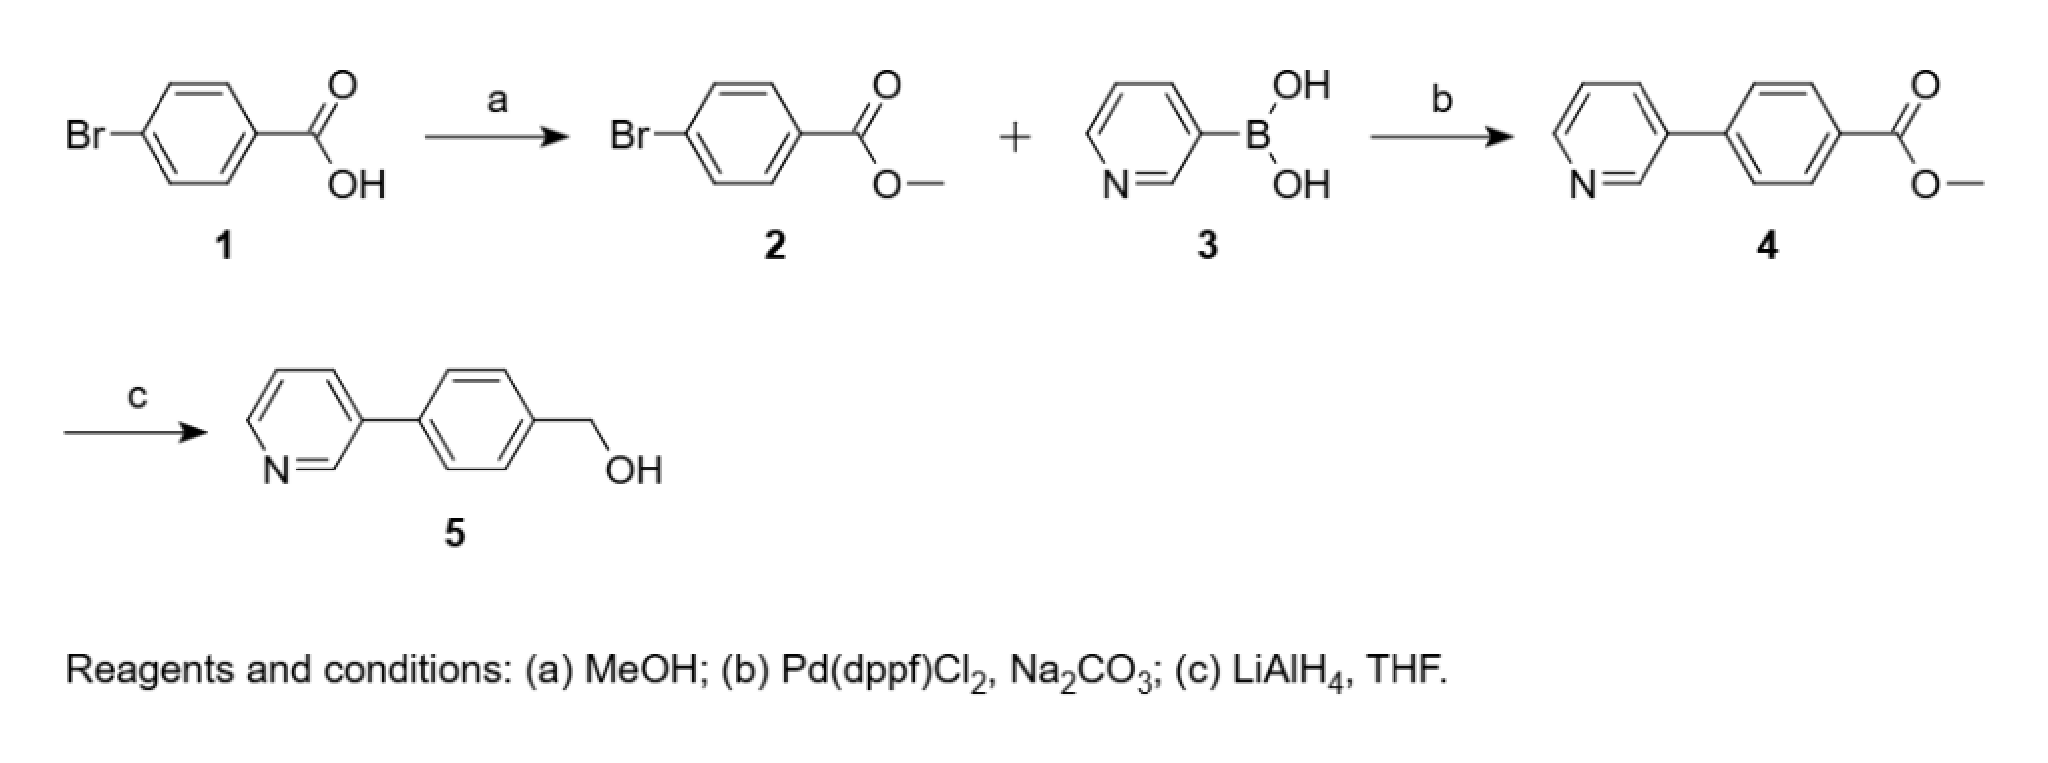 O O OH O
a b
Br Br B
OH O N OH N O
1 2 3 4
c
N OH
5
Reagents and conditions: (a) MeOH; (b) Pd(dppf)Cl₂, Na₂CO₃; (c) LiAlH₄, THF.